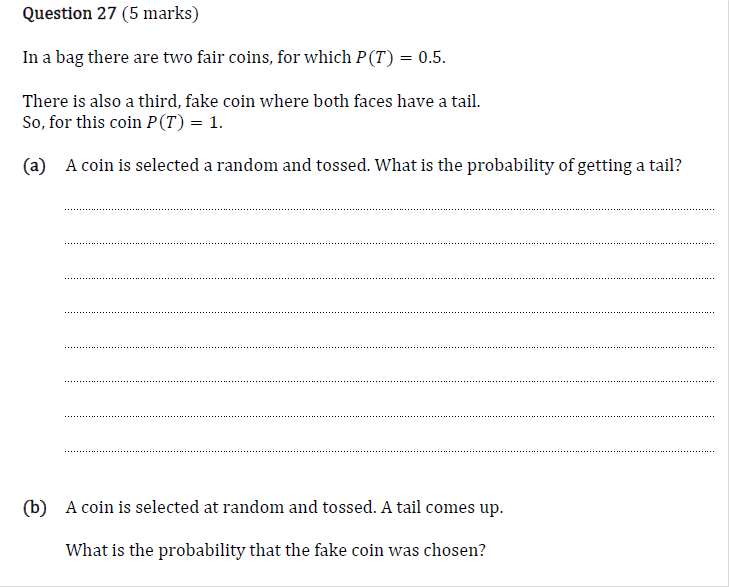 Question 27 (5 marks)
In a bag there are two fair coins, for which P(T) = 0.5.
There is also a third, fake coin where both faces have a tail.
So, for this coin P(T) = 1.
(a) A coin is selected a random and tossed. What is the probability of getting a tail?
(b) A coin is selected at random and tossed. A tail comes up.
What is the probability that the fake coin was chosen?